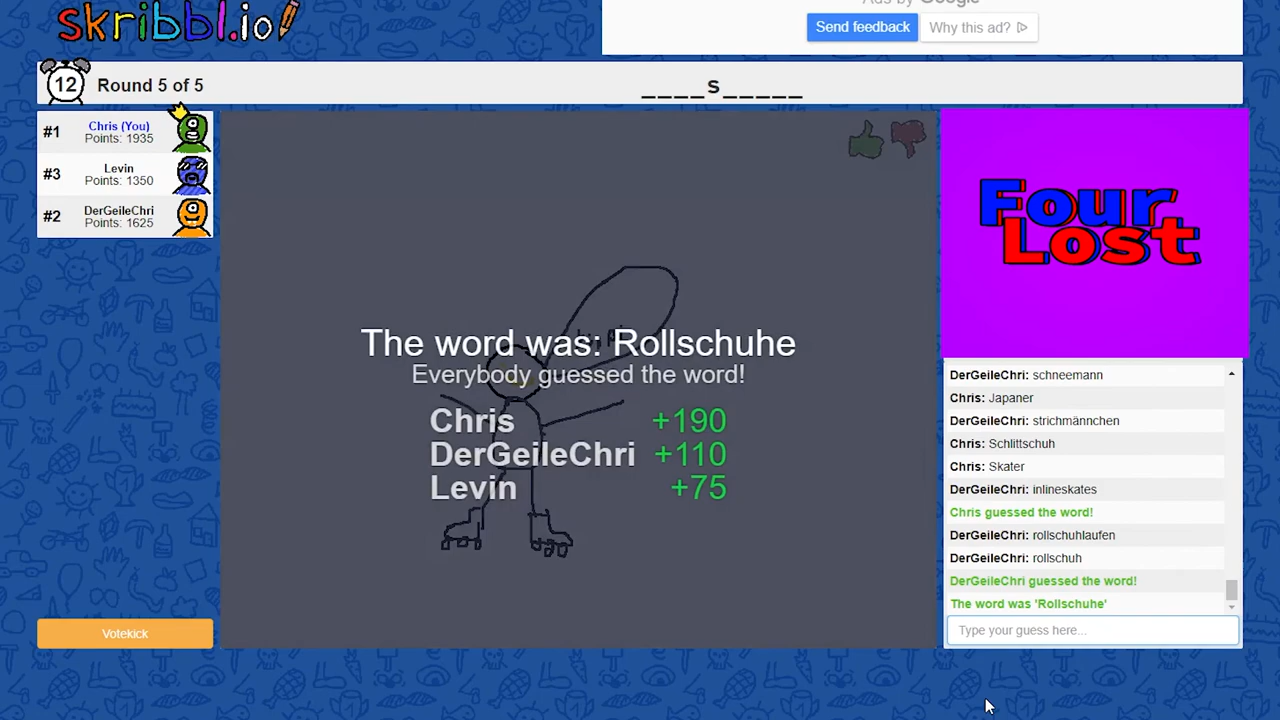 skribbl.io
Ads by Google
Send feedback
Why this ad?
12
Round 5 of 5
____s_____
#1
Chris (You)
Points: 1935
#3
Levin
Points: 1350
#2
DerGeileChri
Points: 1625
The word was: Rollschuhe
Everybody guessed the word!
Chris +190
DerGeileChri +110
Levin +75
Four
Lost
DerGeileChri: schneemann
Chris: Japaner
DerGeileChri: strichmännchen
Chris: Schlittschuh
Chris: Skater
DerGeileChri: inlineskates
Chris guessed the word!
DerGeileChri: rollschuhlaufen
DerGeileChri: rollschuh
DerGeileChri guessed the word!
The word was 'Rollschuhe'
Type your guess here...
Votekick